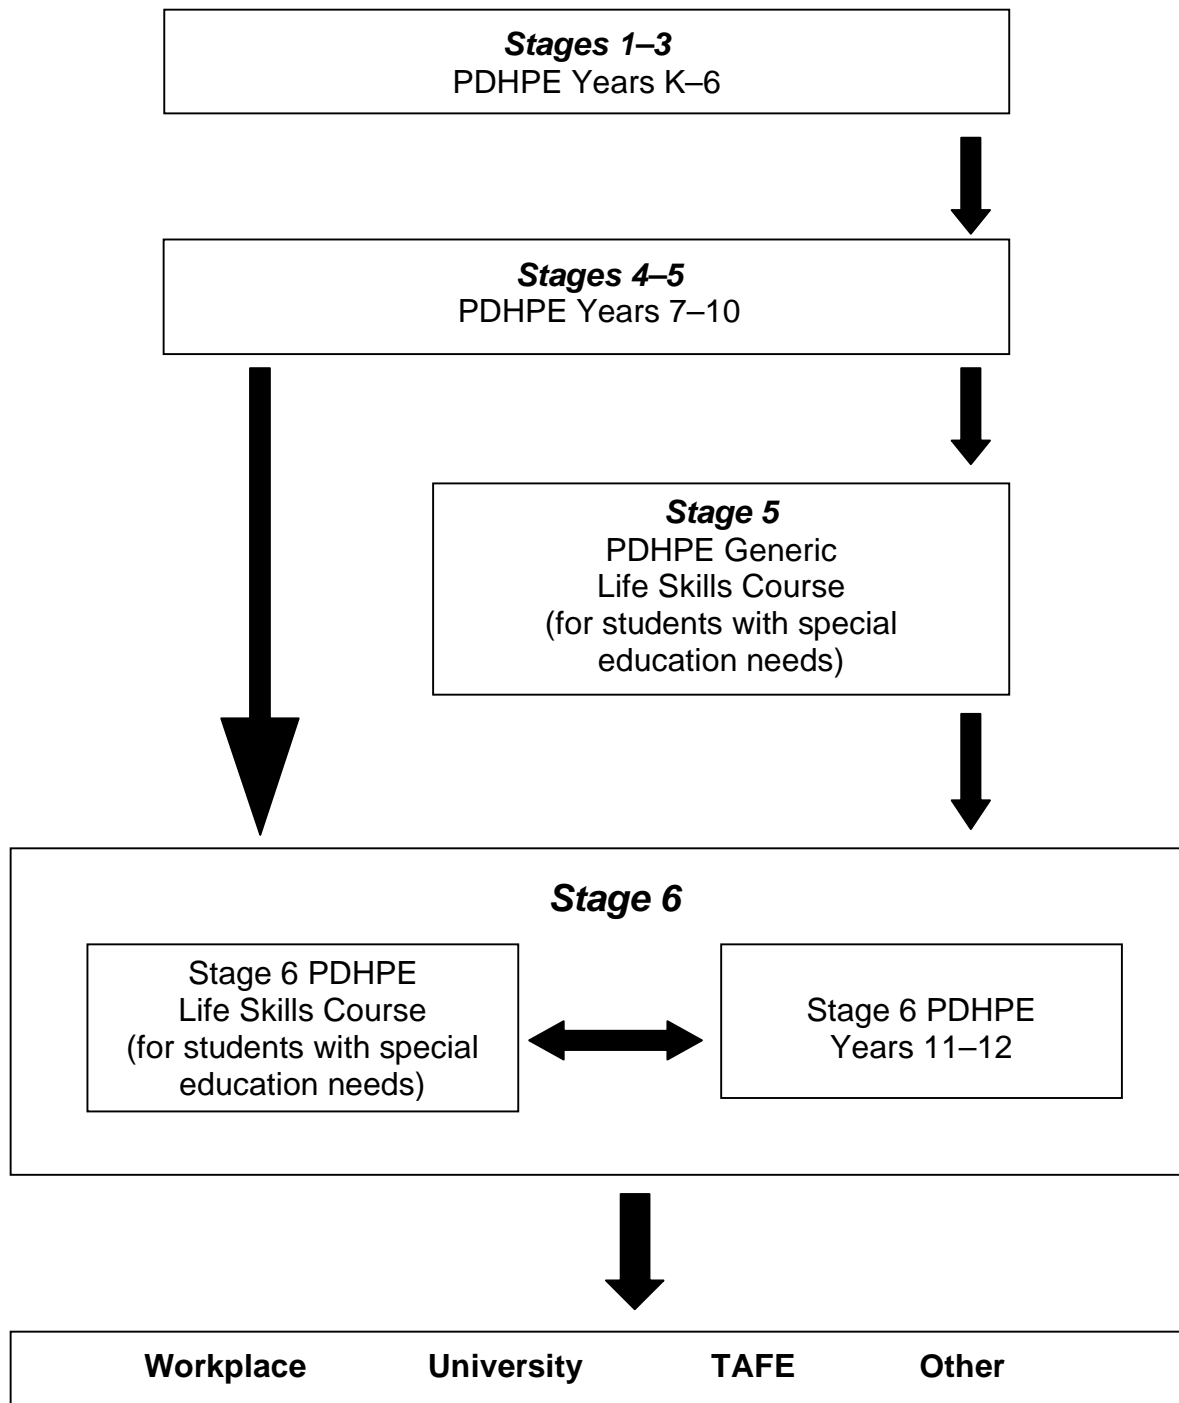 Stages 1–3
PDHPE Years K–6
Stages 4–5
PDHPE Years 7–10
Stage 5
PDHPE Generic
Life Skills Course
(for students with special
education needs)
Stage 6
Stage 6 PDHPE
Life Skills Course
(for students with special
education needs)
Stage 6 PDHPE
Years 11–12
Workplace University TAFE Other